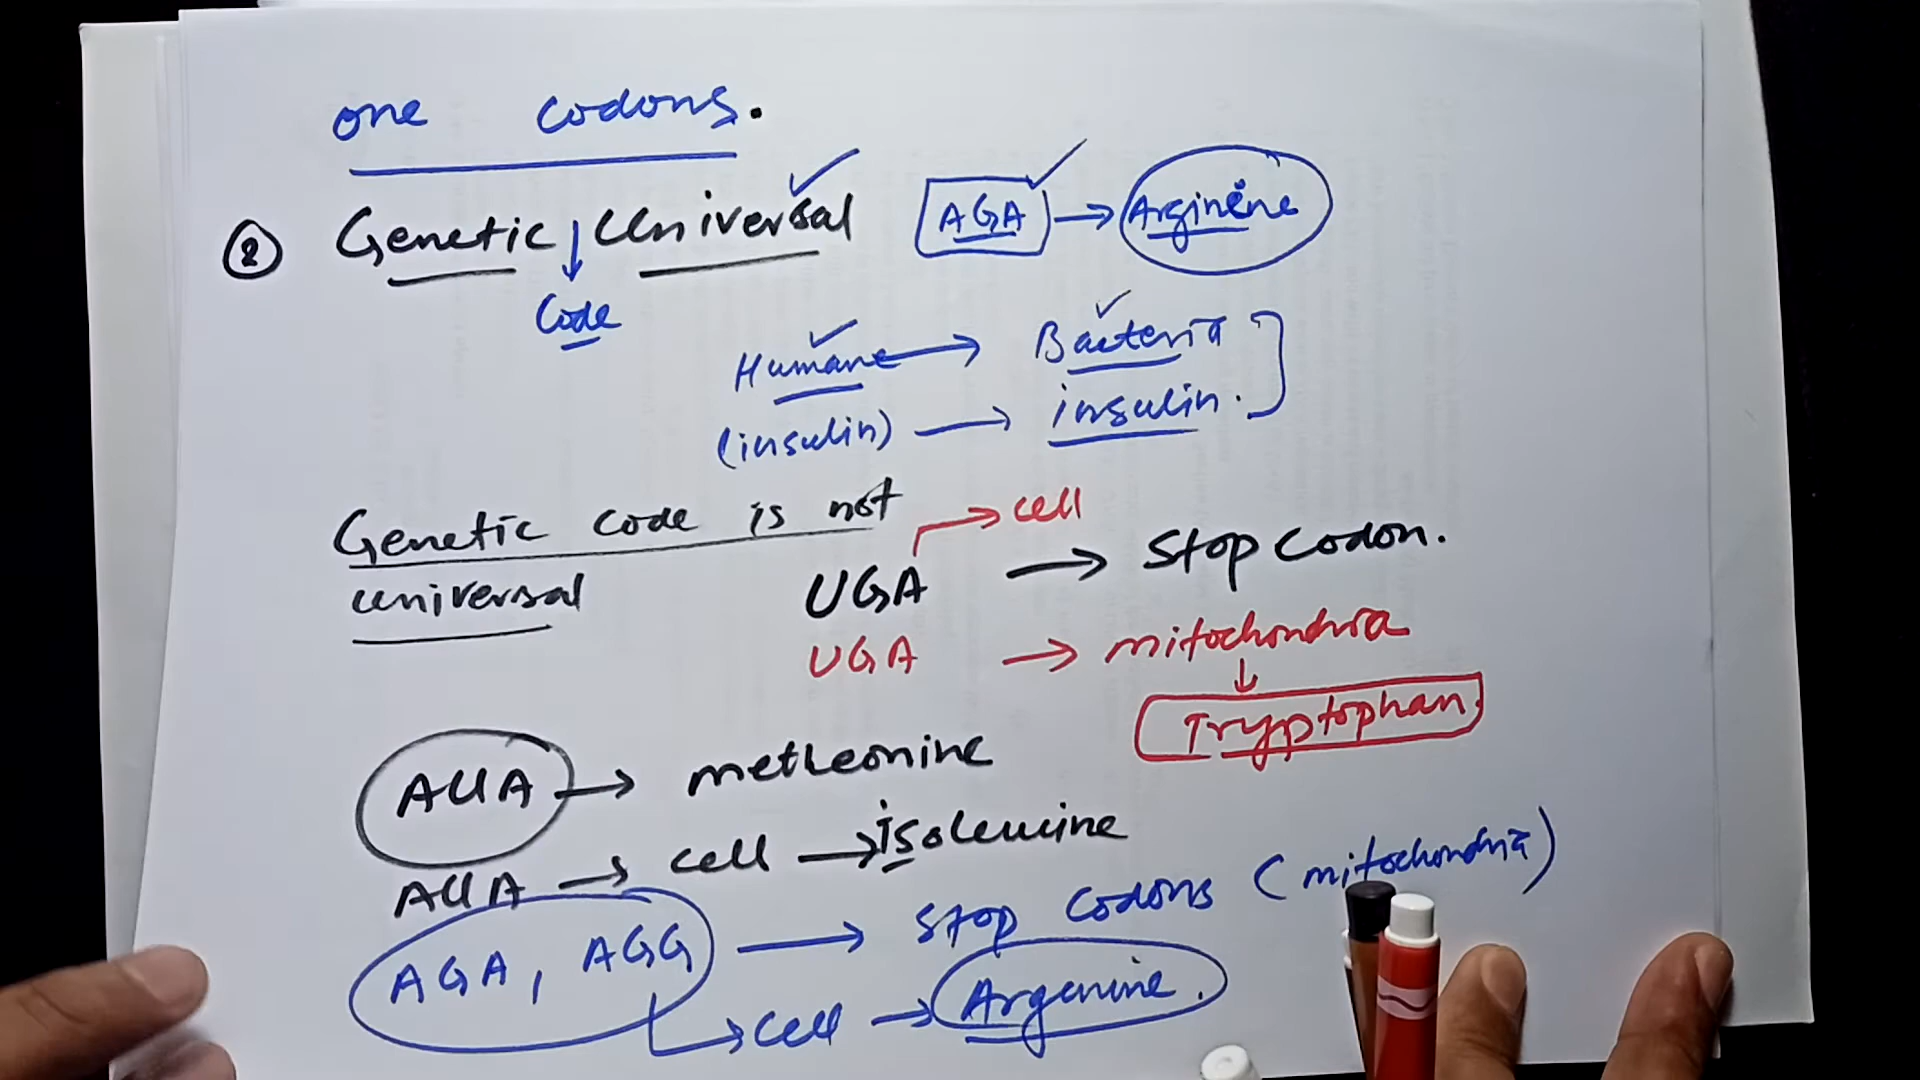 one codons.
② Genetic Universal AGA → Arginene
Code
Humane → Bacteria
(insulin) → insulin.
Genetic code is not
universal
→ cell
UGA → Stop Codon.
UGA → mitochondria
↓
Tryptophan.
AUA → metheonine
AUA → cell → isoleucine
AGA, AGG → Stop Codons (mitochondria)
→ cell → Argenine.